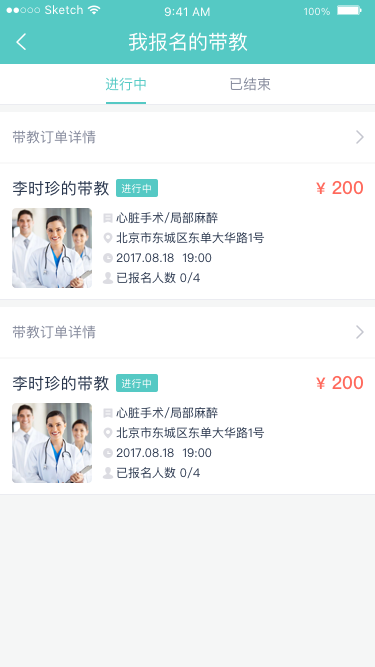 Sketch 9:41 AM 100%
我报名的带教
进行中 已结束
带教订单详情
李时珍的带教 进行中 ¥ 200
心脏手术/局部麻醉
北京市东城区东单大华路1号
2017.08.18 19:00
已报名人数 0/4
带教订单详情
李时珍的带教 进行中 ¥ 200
心脏手术/局部麻醉
北京市东城区东单大华路1号
2017.08.18 19:00
已报名人数 0/4